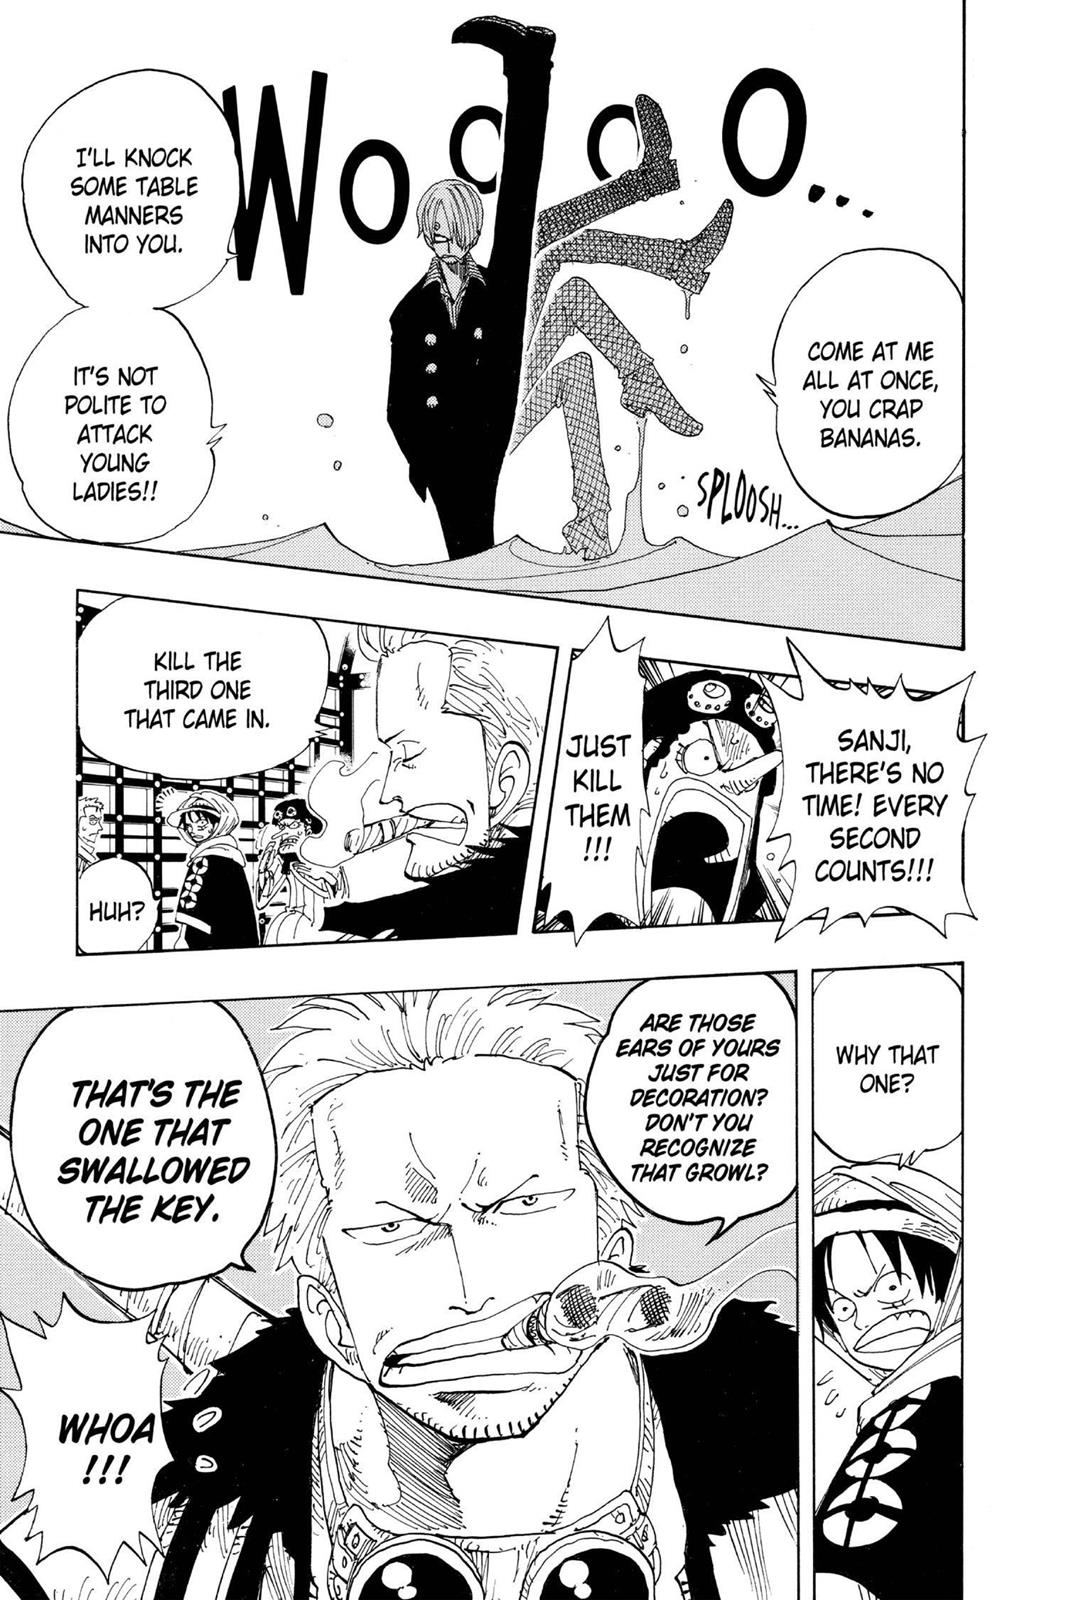 Wooo O...
COME AT ME
ALL AT ONCE,
YOU CRAP
BANANAS.
I'LL KNOCK
SOME TABLE
MANNERS
INTO YOU.
IT'S NOT
POLITE TO
ATTACK
YOUNG
LADIES!!
SPLOOSH...
SANJI,
THERE'S NO
TIME! EVERY
SECOND
COUNTS!!!
JUST
KILL
THEM
!!!
KILL THE
THIRD ONE
THAT CAME IN.
HUH?
WHY THAT
ONE?
ARE THOSE
EARS OF YOURS
JUST FOR
DECORATION?
DON'T YOU
RECOGNIZE
THAT GROWL?
THAT'S THE
ONE THAT
SWALLOWED
THE KEY.
WHOA
!!!